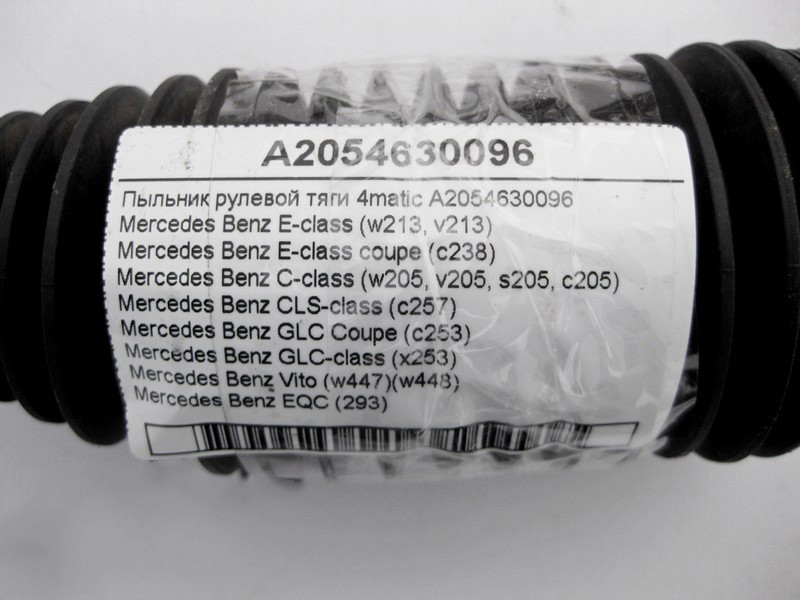 A2054630096
Пыльник рулевой тяги 4matic A2054630096
Mercedes Benz E-class (w213, v213)
Mercedes Benz E-class coupe (c238)
Mercedes Benz C-class (w205, v205, s205, c205)
Mercedes Benz CLS-class (c257)
Mercedes Benz GLC Coupe (c253)
Mercedes Benz GLC-class (x253)
Mercedes Benz Vito (w447)(w448)
Mercedes Benz EQC (293)